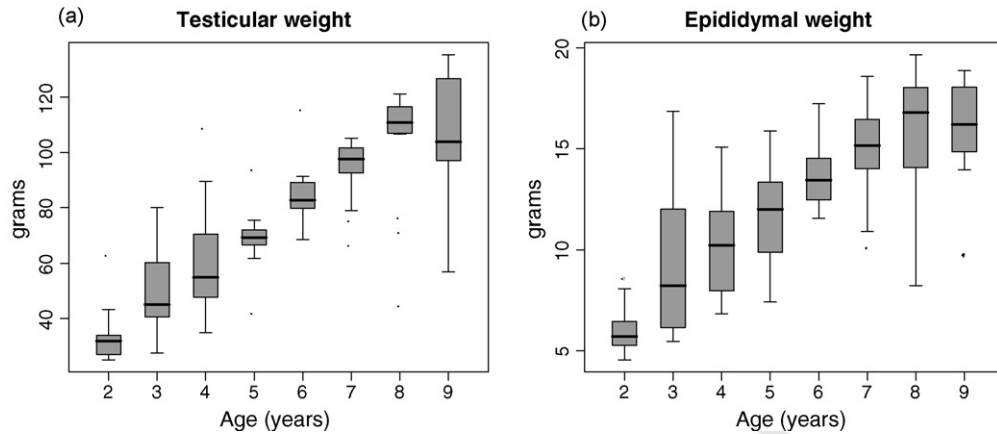 (a) Testicular weight
grams
40 60 80 100 120
2 3 4 5 6 7 8 9
Age (years)
(b) Epididymal weight
grams
5 10 15 20
2 3 4 5 6 7 8 9
Age (years)